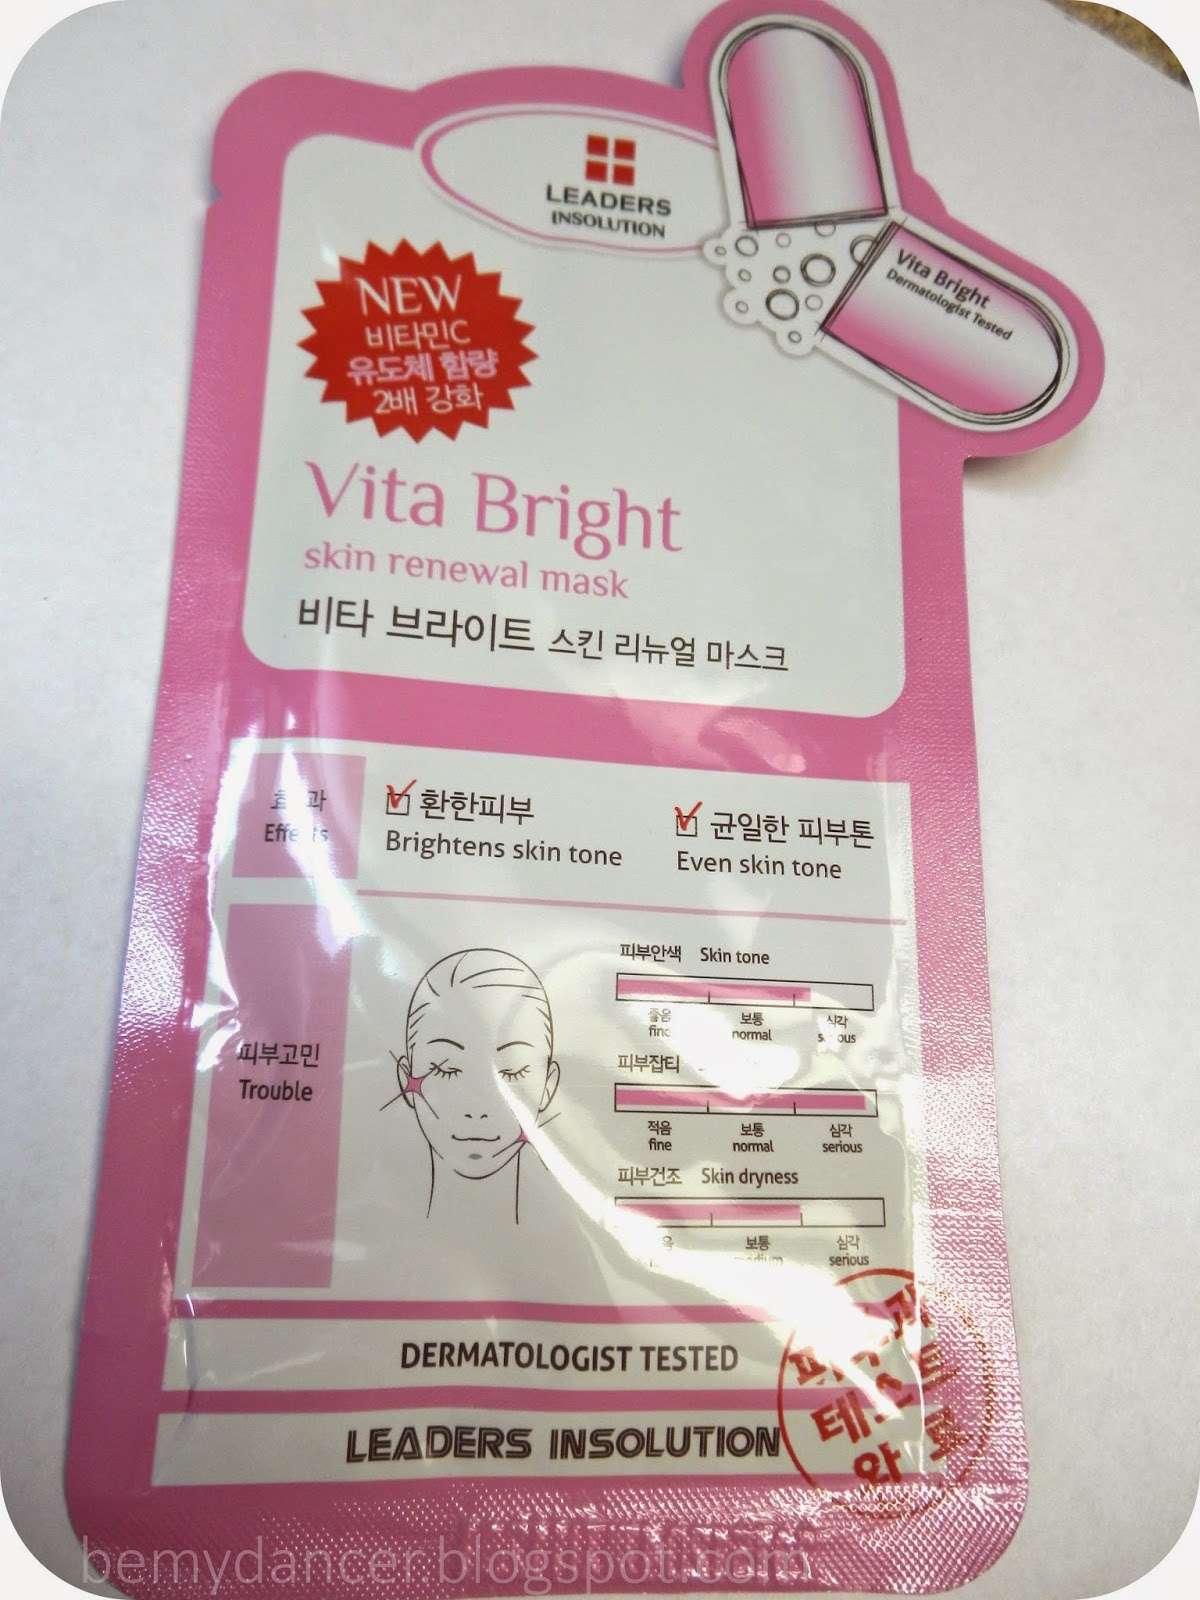 LEADERS
INSOLUTION
Vita Bright
Dermatologist Tested
NEW
비타민C
유도체 함량
2배 강화
Vita Bright
skin renewal mask
비타 브라이트 스킨 리뉴얼 마스크
Effects
환한피부
Brightens skin tone
균일한 피부톤
Even skin tone
피부고민
Trouble
피부안색 Skin tone
보통
normal
피부잡티
적음 보통 심각
fine normal serious
피부건조 Skin dryness
보통 심각
serious
DERMATOLOGIST TESTED
LEADERS INSOLUTION
테스트
bemydancer.blogspot.com